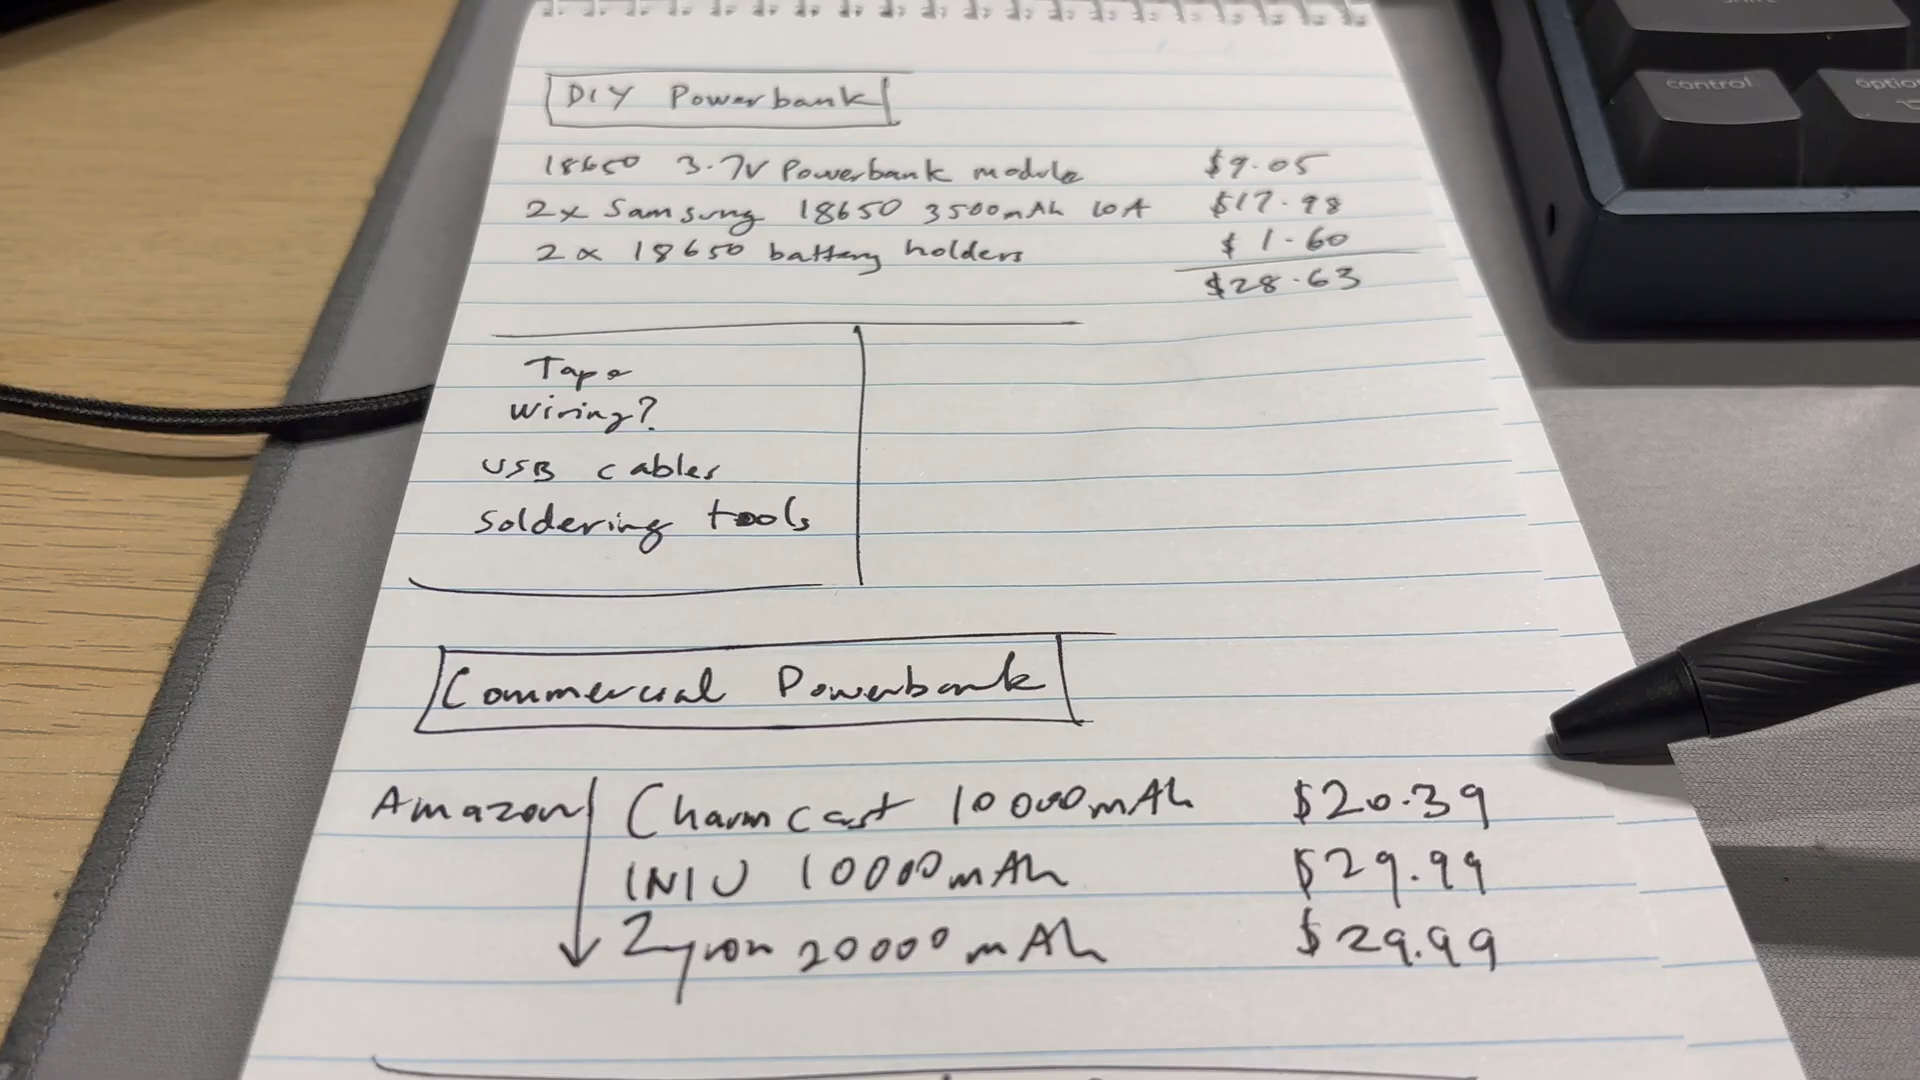 DIY Powerbank
18650 3.7V Powerbank module $9.05
2x Samsung 18650 3500mAh 10A $17.98
2x 18650 battery holders $1.60
$28.63
Tape
Wiring?
USB cables
Soldering tools
Commercial Powerbank
Amazon Charmcast 10000mAh $20.39
INIU 10000mAh $29.99
Zyron 20000mAh $29.99
control
option